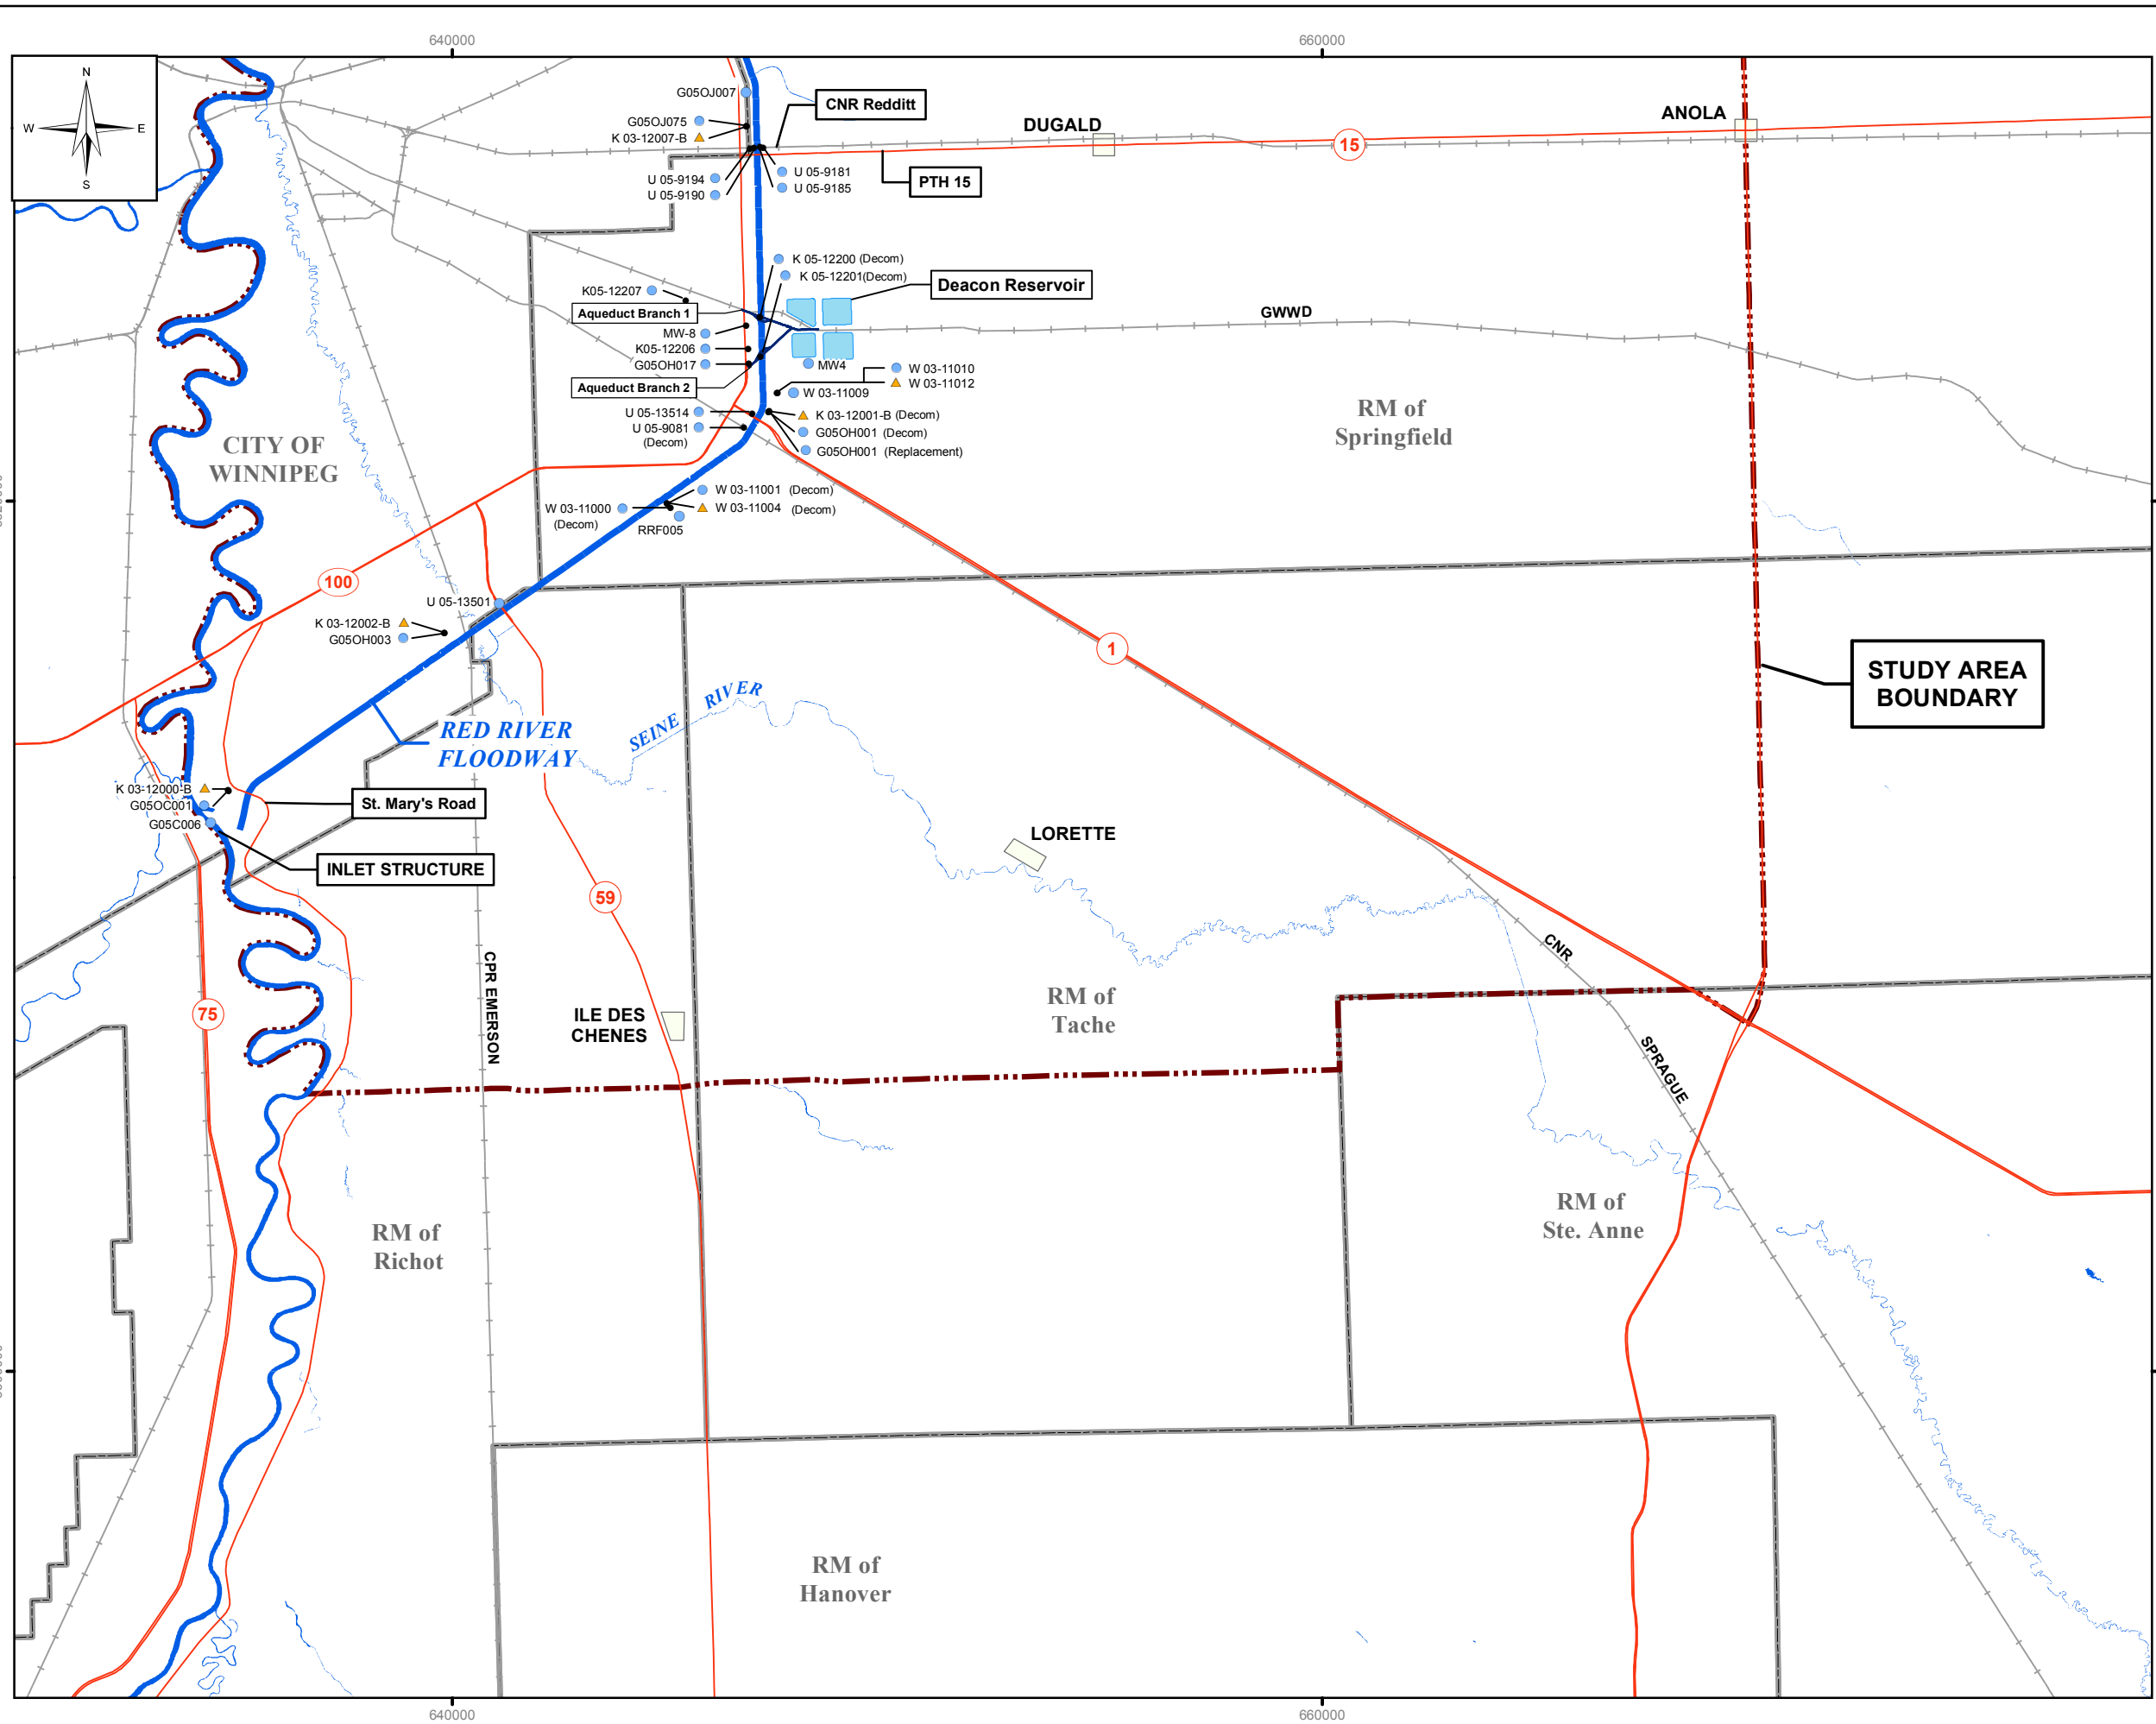 640000
660000
N
W
E
S
G05OJ007
CNR Redditt
G05OJ075
K 03-12007-B
DUGALD
ANOLA
15
U 05-9194
U 05-9190
U 05-9181
U 05-9185
PTH 15
K 05-12200 (Decom)
K 05-12201(Decom)
Deacon Reservoir
K05-12207
Aqueduct Branch 1
GWWD
MW-8
K05-12206
G05OH017
MW4
Aqueduct Branch 2
W 03-11010
W 03-11012
W 03-11009
U 05-13514
U 05-9081
(Decom)
K 03-12001-B (Decom)
G05OH001 (Decom)
G05OH001 (Replacement)
RM of
Springfield
CITY OF
WINNIPEG
W 03-11001 (Decom)
W 03-11000
(Decom)
W 03-11004 (Decom)
RRF005
100
U 05-13501
K 03-12002-B
G05OH003
1
STUDY AREA
BOUNDARY
SEINE RIVER
RED RIVER
FLOODWAY
K 03-12000-B
G05OC001
G05C006
St. Mary's Road
INLET STRUCTURE
LORETTE
59
CNR
CPR EMERSON
75
ILE DES
CHENES
RM of
Tache
SPRAGUE
RM of
Richot
RM of
Ste. Anne
RM of
Hanover
640000
660000